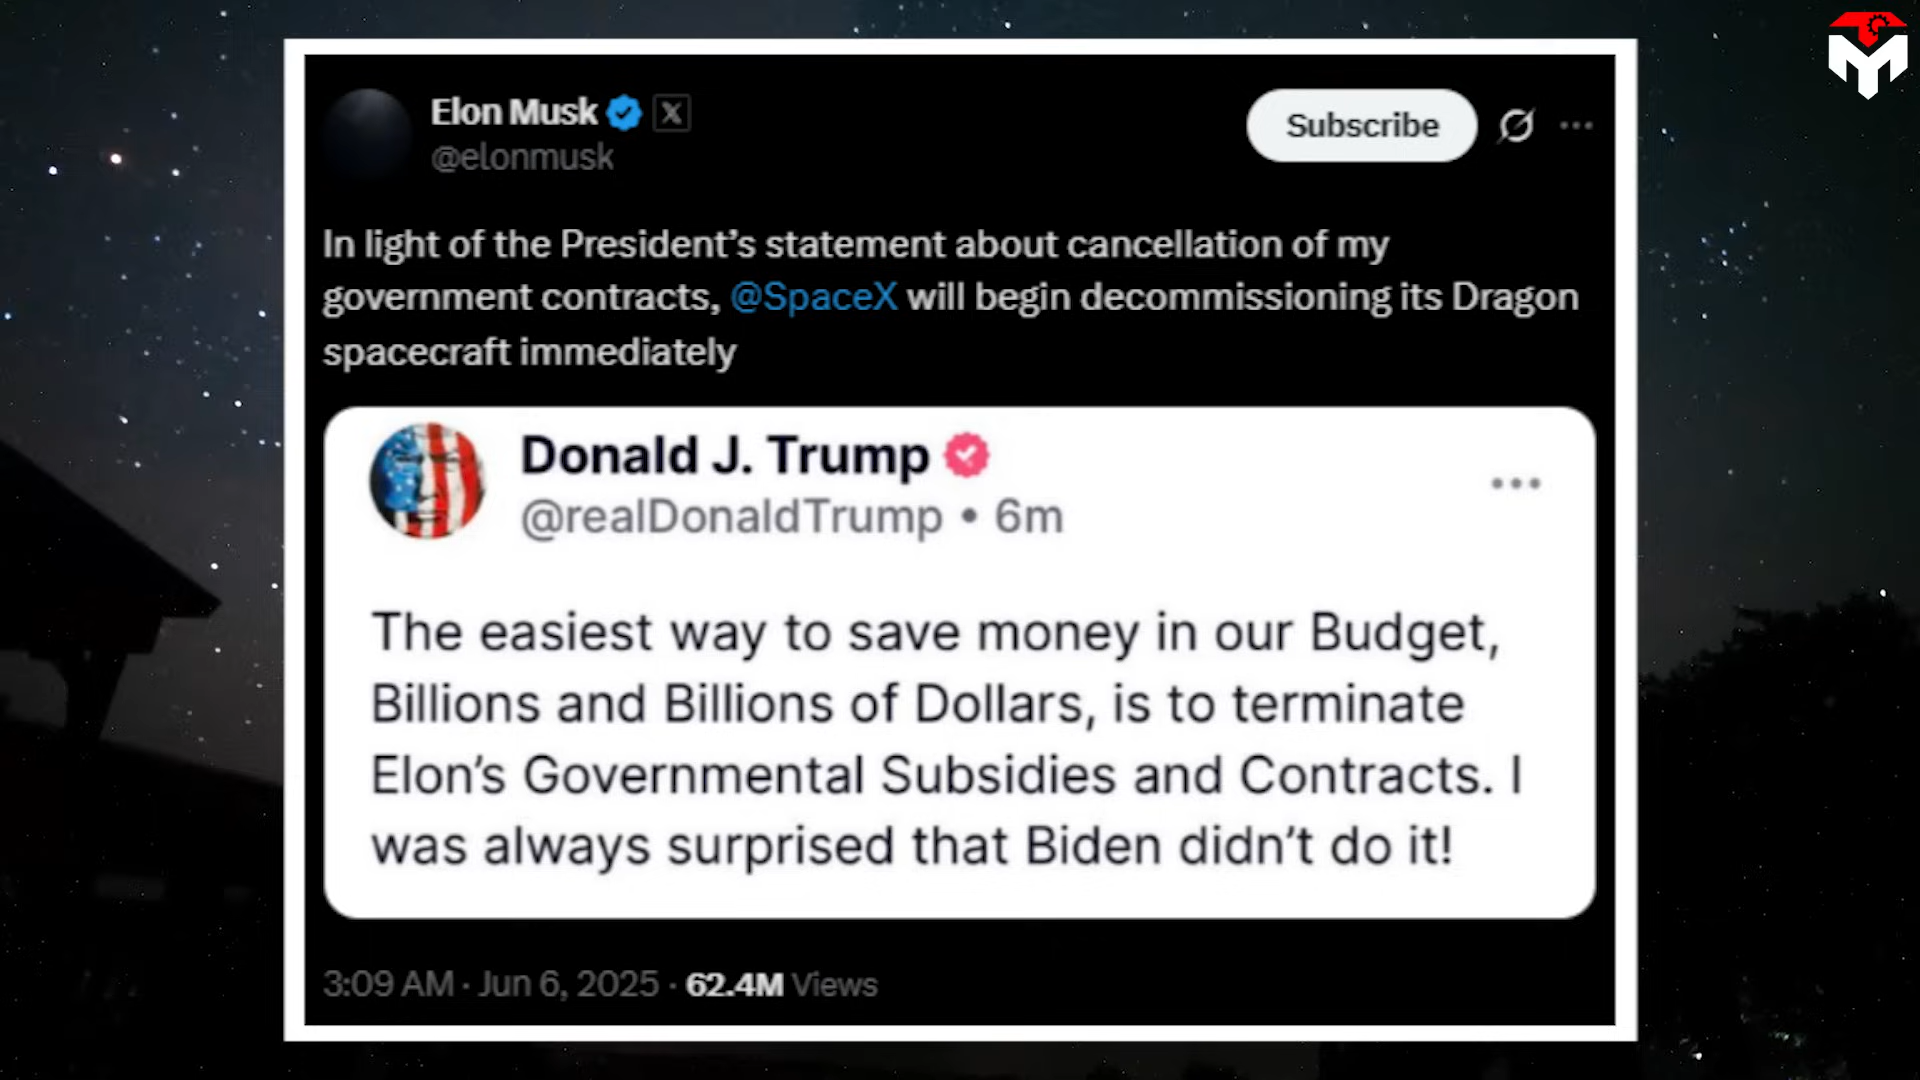 Elon Musk
@elonmusk
Subscribe
In light of the President’s statement about cancellation of my
government contracts, @SpaceX will begin decommissioning its Dragon
spacecraft immediately
Donald J. Trump
@realDonaldTrump • 6m
The easiest way to save money in our Budget,
Billions and Billions of Dollars, is to terminate
Elon’s Governmental Subsidies and Contracts. I
was always surprised that Biden didn’t do it!
3:09 AM · Jun 6, 2025 · 62.4M Views